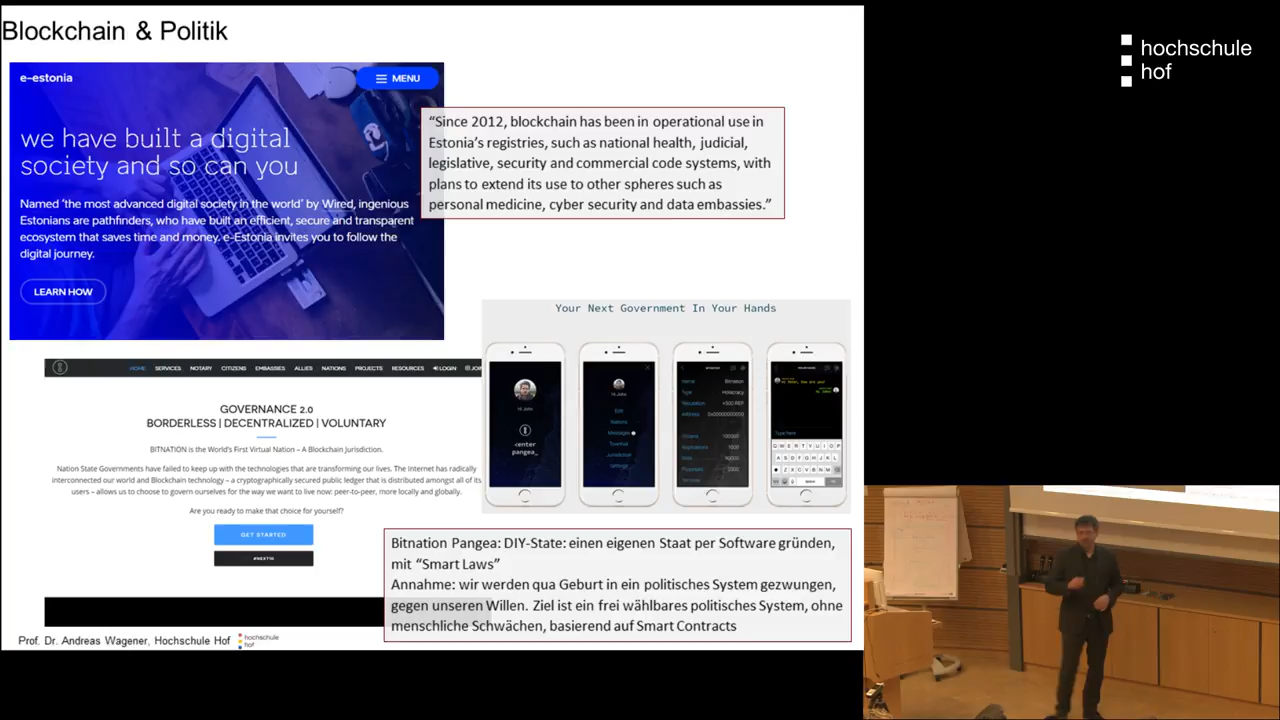 Blockchain & Politik
hochschule
hof
e-estonia
MENU
we have built a digital
society and so can you
Named 'the most advanced digital society in the world' by Wired, ingenious
Estonians are pathfinders, who have built an efficient, secure and transparent
ecosystem that saves time and money. e-Estonia invites you to follow the
digital journey.
LEARN HOW
“Since 2012, blockchain has been in operational use in
Estonia’s registries, such as national health, judicial,
legislative, security and commercial code systems, with
plans to extend its use to other spheres such as
personal medicine, cyber security and data embassies.”
Your Next Government In Your Hands
HOME SERVICES NOTARY CITIZENS EMBASSIES ALLIES NATIONS PROJECTS RESOURCES LOGIN JOIN
GOVERNANCE 2.0
BORDERLESS | DECENTRALIZED | VOLUNTARY
BITNATION is the World's First Virtual Nation – A Blockchain Jurisdiction.
Nation State Governments have failed to keep up with the technologies that are transforming our lives. The Internet has radically
interconnected our world and Blockchain technology – a cryptographically secured public ledger that is distributed amongst all of its
users – allows us to choose to govern ourselves for the way we want to live now: peer-to-peer, more locally and globally.
Are you ready to make that choice for yourself?
GET STARTED
<enter
pangea_
Bitnation Pangea: DIY-State: einen eigenen Staat per Software gründen,
mit “Smart Laws”
Annahme: wir werden qua Geburt in ein politisches System gezwungen,
gegen unseren Willen. Ziel ist ein frei wählbares politisches System, ohne
menschliche Schwächen, basierend auf Smart Contracts
Prof. Dr. Andreas Wagener, Hochschule Hof
hochschule
hof